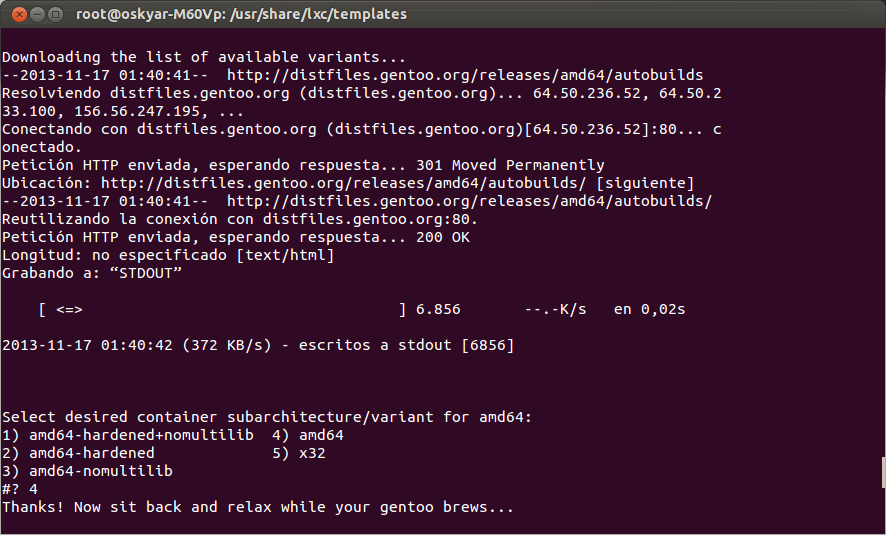 root@oskyar-M60Vp: /usr/share/lxc/templates
Downloading the list of available variants...
--2013-11-17 01:40:41--  http://distfiles.gentoo.org/releases/amd64/autobuilds
Resolviendo distfiles.gentoo.org (distfiles.gentoo.org)... 64.50.236.52, 64.50.2
33.100, 156.56.247.195, ...
Conectando con distfiles.gentoo.org (distfiles.gentoo.org)[64.50.236.52]:80... c
onectado.
Petición HTTP enviada, esperando respuesta... 301 Moved Permanently
Ubicación: http://distfiles.gentoo.org/releases/amd64/autobuilds/ [siguiente]
--2013-11-17 01:40:41--  http://distfiles.gentoo.org/releases/amd64/autobuilds/
Reutilizando la conexión con distfiles.gentoo.org:80.
Petición HTTP enviada, esperando respuesta... 200 OK
Longitud: no especificado [text/html]
Grabando a: “STDOUT”
    [ <=>                                   ] 6.856       --.-K/s   en 0,02s
2013-11-17 01:40:42 (372 KB/s) - escritos a stdout [6856]
Select desired container subarchitecture/variant for amd64:
1) amd64-hardened+nomultilib  4) amd64
2) amd64-hardened             5) x32
3) amd64-nomultilib
#? 4
Thanks! Now sit back and relax while your gentoo brews...